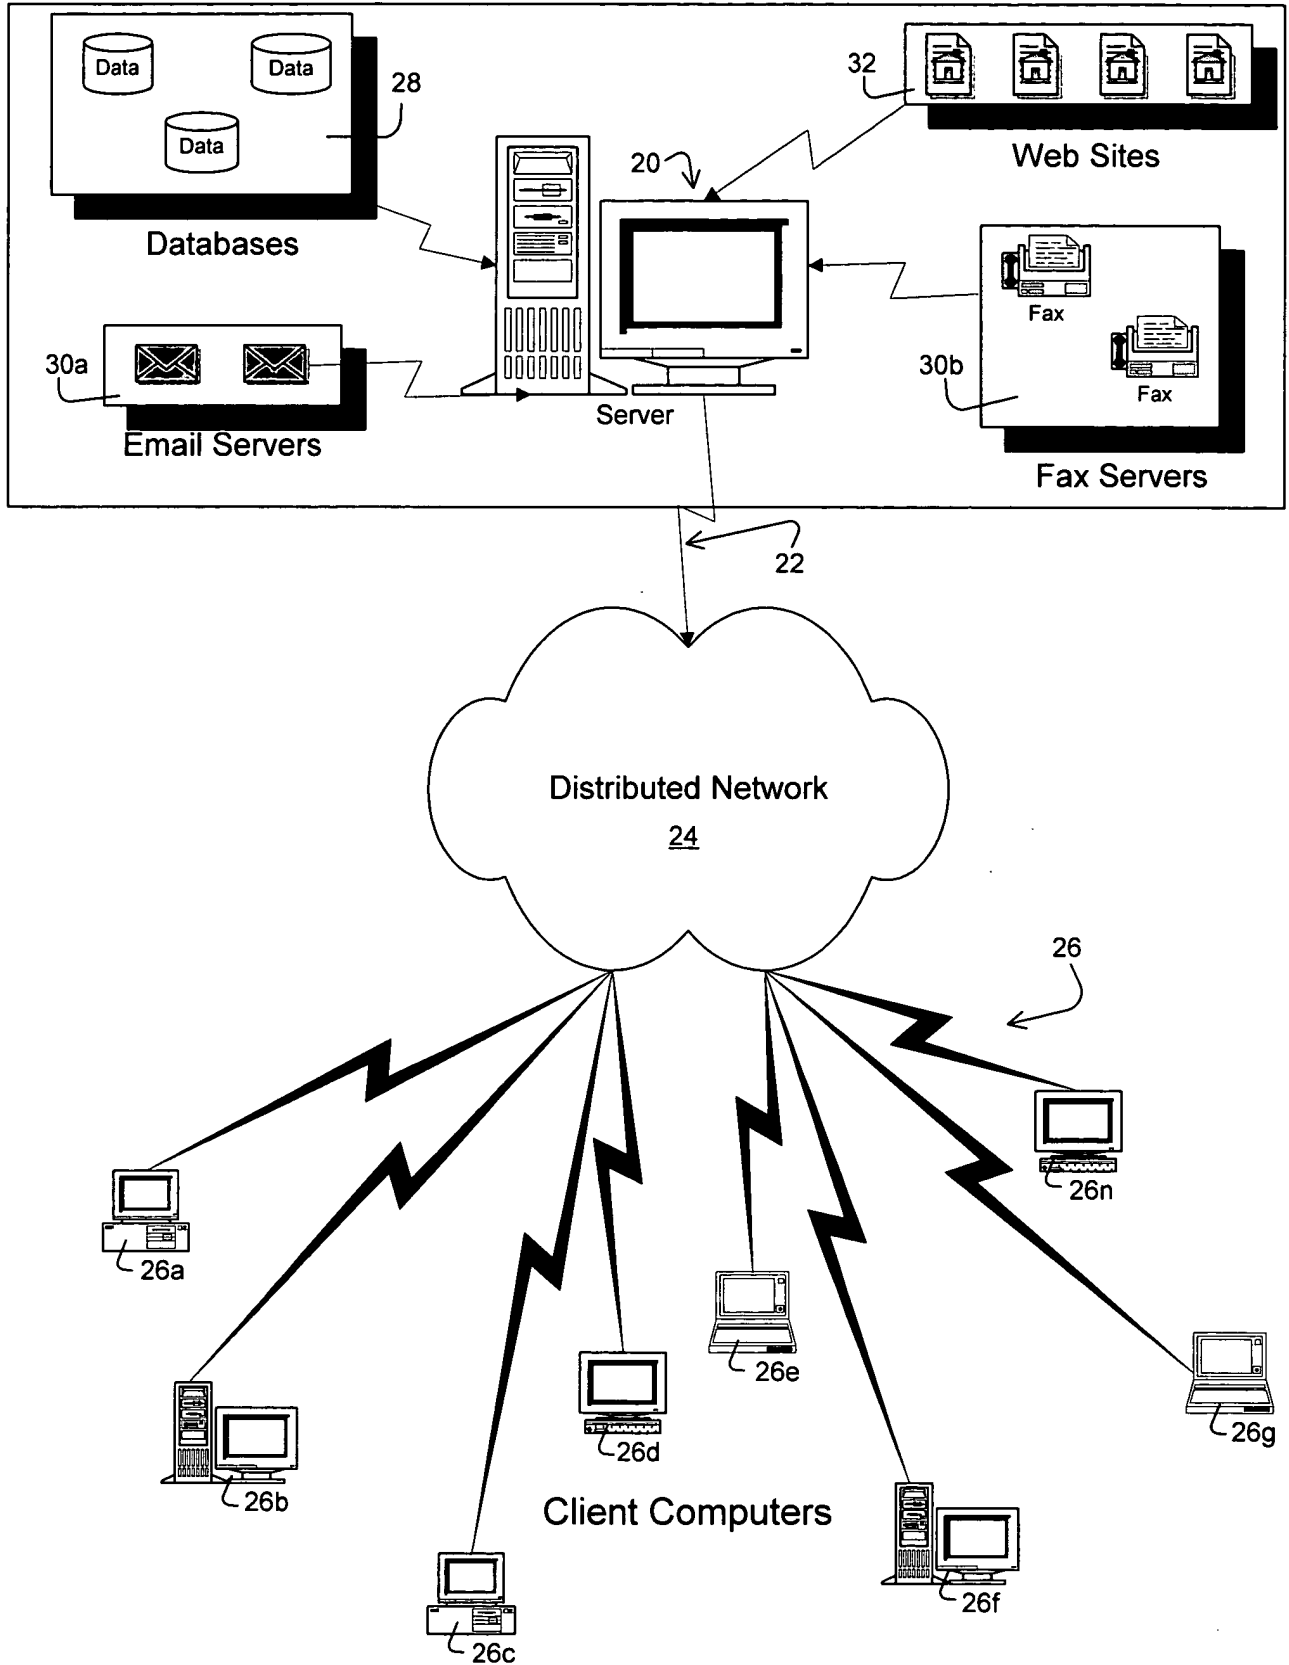 Data
Data
Data
28
Databases
32
Web Sites
20
30a
Email Servers
Server
Fax
Fax
30b
Fax Servers
22
Distributed Network
24
26
26n
26a
26e
26g
26d
26b
Client Computers
26f
26c